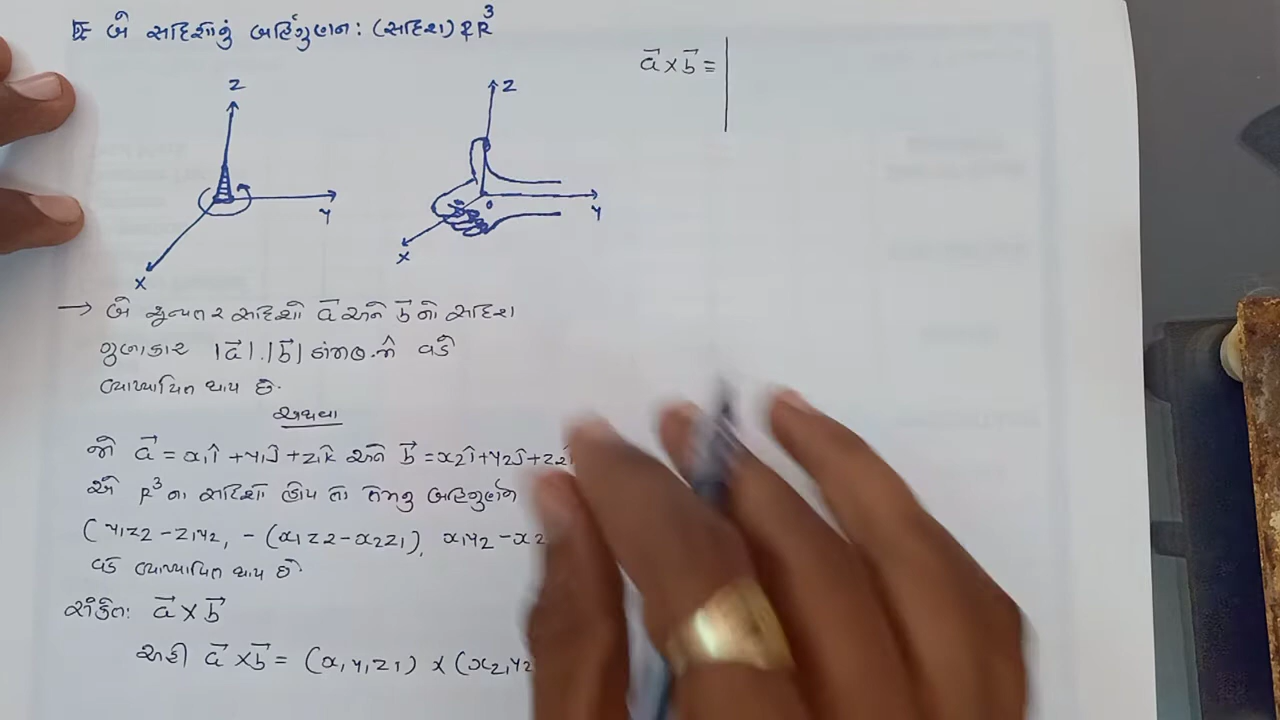 બે સદિશોનું બહિર્ગુણન: (સદિશ) R³
Z
Y
X
Z
Y
X
O
→ બે શૂન્યેતર સદિશો a⃗ અને b⃗ નો સદિશ
ગુણાકાર |a⃗|.|b⃗| વડે
વ્યાખ્યાયિત થાય છે.
અથવા
જો a⃗ = x₁î + y₁ĵ + z₁k̂ અને b⃗ = x₂î + y₂ĵ + z₂
એ R³ ના સદિશો હોય તો તેમનું બહિર્ગુણન
(y₁z₂ - z₁y₂, - (x₁z₂ - x₂z₁), x₁y₂ - x₂
વડે વ્યાખ્યાયિત થાય છે.
સંકેત: a⃗ × b⃗
અહીં a⃗ × b⃗ = (x₁, y₁, z₁) × (x₂, y₂
a⃗ × b⃗ = |